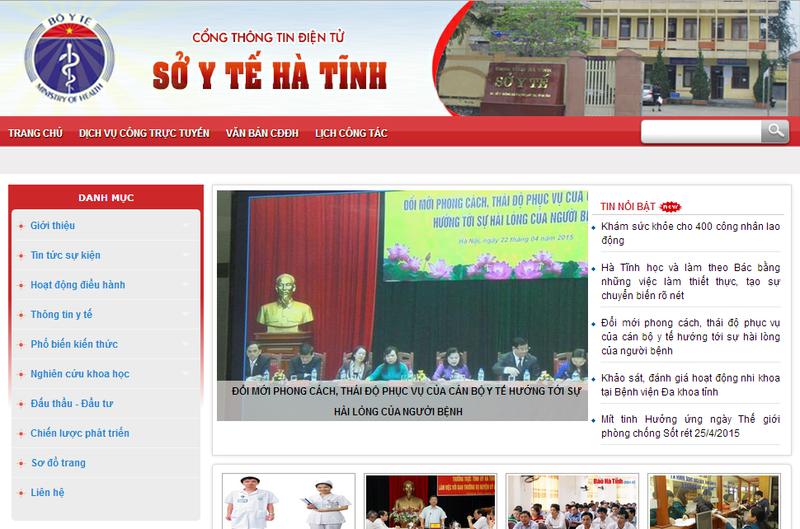 BỘ Y TẾ
MINISTRY OF HEALTH
CỔNG THÔNG TIN ĐIỆN TỬ
SỞ Y TẾ HÀ TĨNH
SỞ Y TẾ
TRANG CHỦ
DỊCH VỤ CÔNG TRỰC TUYẾN
VĂN BẢN CĐĐH
LỊCH CÔNG TÁC
DANH MỤC
Giới thiệu
Tin tức sự kiện
Hoạt động điều hành
Thông tin y tế
Phổ biến kiến thức
Nghiên cứu khoa học
Đấu thầu - Đầu tư
Chiến lược phát triển
Sơ đồ trang
Liên hệ
ĐỔI MỚI PHONG CÁCH, THÁI ĐỘ PHỤC VỤ CỦA
HƯỚNG TỚI SỰ HÀI LÒNG CỦA NGƯỜI
Hà Nội, ngày 22 tháng 04 năm 2015
ĐỔI MỚI PHONG CÁCH, THÁI ĐỘ PHỤC VỤ CỦA CÁN BỘ Y TẾ HƯỚNG TỚI SỰ
HÀI LÒNG CỦA NGƯỜI BỆNH
TIN NỔI BẬT new
Khám sức khỏe cho 400 công nhân lao
động
Hà Tĩnh học và làm theo Bác bằng
những việc làm thiết thực, tạo sự
chuyển biến rõ nét
Đổi mới phong cách, thái độ phục vụ
của cán bộ y tế hướng tới sự hài lòng
của người bệnh
Khảo sát, đánh giá hoạt động nhi khoa
tại Bệnh viện Đa khoa tỉnh
Mít tinh Hưởng ứng ngày Thế giới
phòng chống Sốt rét 25/4/2015
Báo Hà Tĩnh